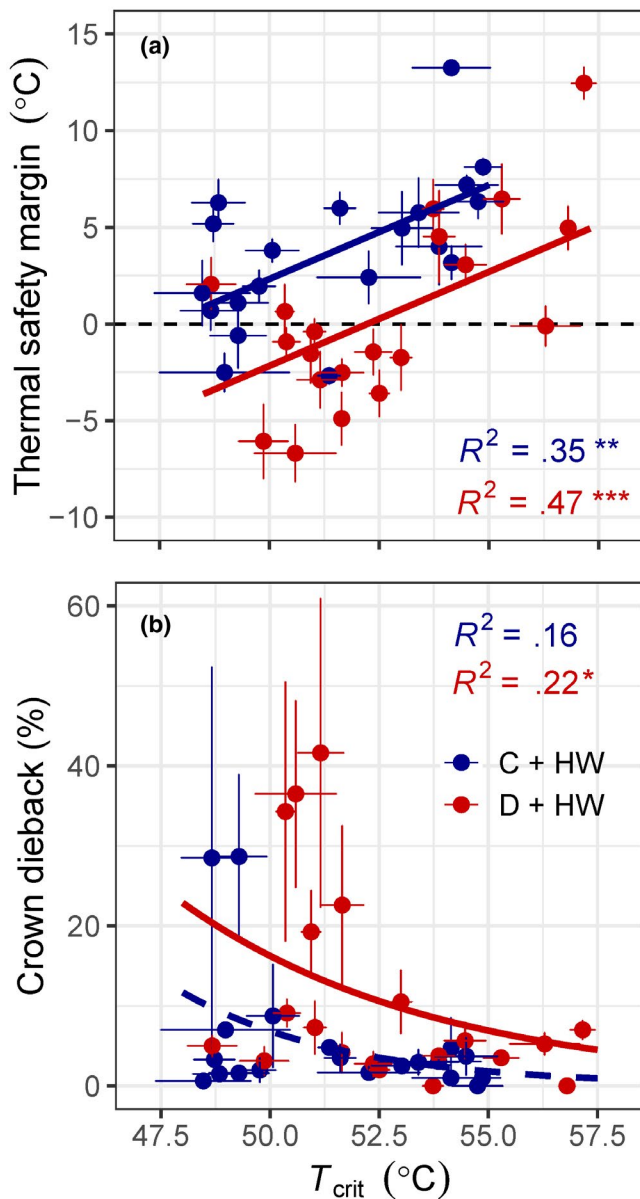 (a)
Thermal safety margin (°C)
15
10
5
0
−5
−10
R² = .35 **
R² = .47 ***
(b)
Crown dieback (%)
60
40
20
0
R² = .16
R² = .22*
C + HW
D + HW
47.5 50.0 52.5 55.0 57.5
Tcrit (°C)